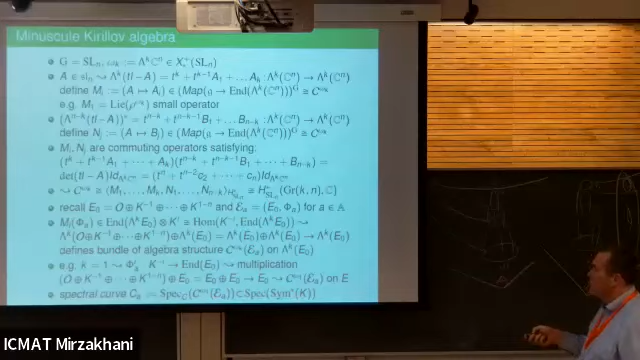 Minuscule Kirillov algebra
G = SL_n, ω_k := Λ^k ℂ^n ∈ X_+^*(SL_n)
A ∈ sl_n ⇝ Λ^k(tI − A) = t^k + t^{k−1}A_1 + … A_k : Λ^k(ℂ^n) → Λ^k(ℂ^n)
define M_i := (A ↦ A_i) ∈ (Map(g → End(Λ^k(ℂ^n)))^G ≅ C^{ω_k}
e.g. M_1 = Lie(ρ^{ω_k}) small operator
(Λ^{n−k}(tI−A))^* = t^{n−k} + t^{n−k−1}B_1 + … B_{n−k} : Λ^k(ℂ^n) → Λ^k(ℂ^n)
define N_j := (A ↦ B_j) ∈ (Map(g → End(Λ^k(ℂ^n)))^G ≅ C^{ω_k}
M_i, N_j are commuting operators satisfying:
(t^k + t^{k−1}A_1 + ··· + A_k)(t^{n−k} + t^{n−k−1}B_1 + ··· + B_{n−k}) =
det(tI − A)Id_{Λ^kℂ^n} = (t^n + t^{n−2}c_2 + ··· + c_n)Id_{Λ^kℂ^n}
⇝ C^{ω_k} ≅ ⟨M_1, …, M_k, N_1, …, N_{n−k}⟩_{H^*_{SL_n}} ≅ H^*_{SL_n}(Gr(k, n), ℂ)
recall E_0 = O ⊕ K^{−1} ⊕ ··· ⊕ K^{1−n} and ℰ_a = (E_0, Φ_a) for a ∈ 𝔸
M_i(Φ_a) ∈ End(Λ^k E_0) ⊗ K^i ≅ Hom(K^{−i}, End(Λ^k E_0)) ⇝
Λ^k(O⊕K^{−1}⊕···⊕K^{1−n})⊗Λ^k(E_0) = Λ^k(E_0)⊗Λ^k(E_0) → Λ^k(E_0)
defines bundle of algebra structure C^{ω_k}(ℰ_a) on Λ^k(E_0)
e.g. k = 1 ⇝ Φ_a^i : K^{−i} → End(E_0) ⇝ multiplication
(O ⊕ K^{−1} ⊕ ··· ⊕ K^{1−n}) ⊗ E_0 = E_0 ⊗ E_0 → E_0 ⇝ C^{ω_1}(ℰ_a) on E
spectral curve C_a := Spec_C(C^{ω_1}(ℰ_a)) ⊂ Spec(Sym^*(K))
ICMAT Mirzakhani